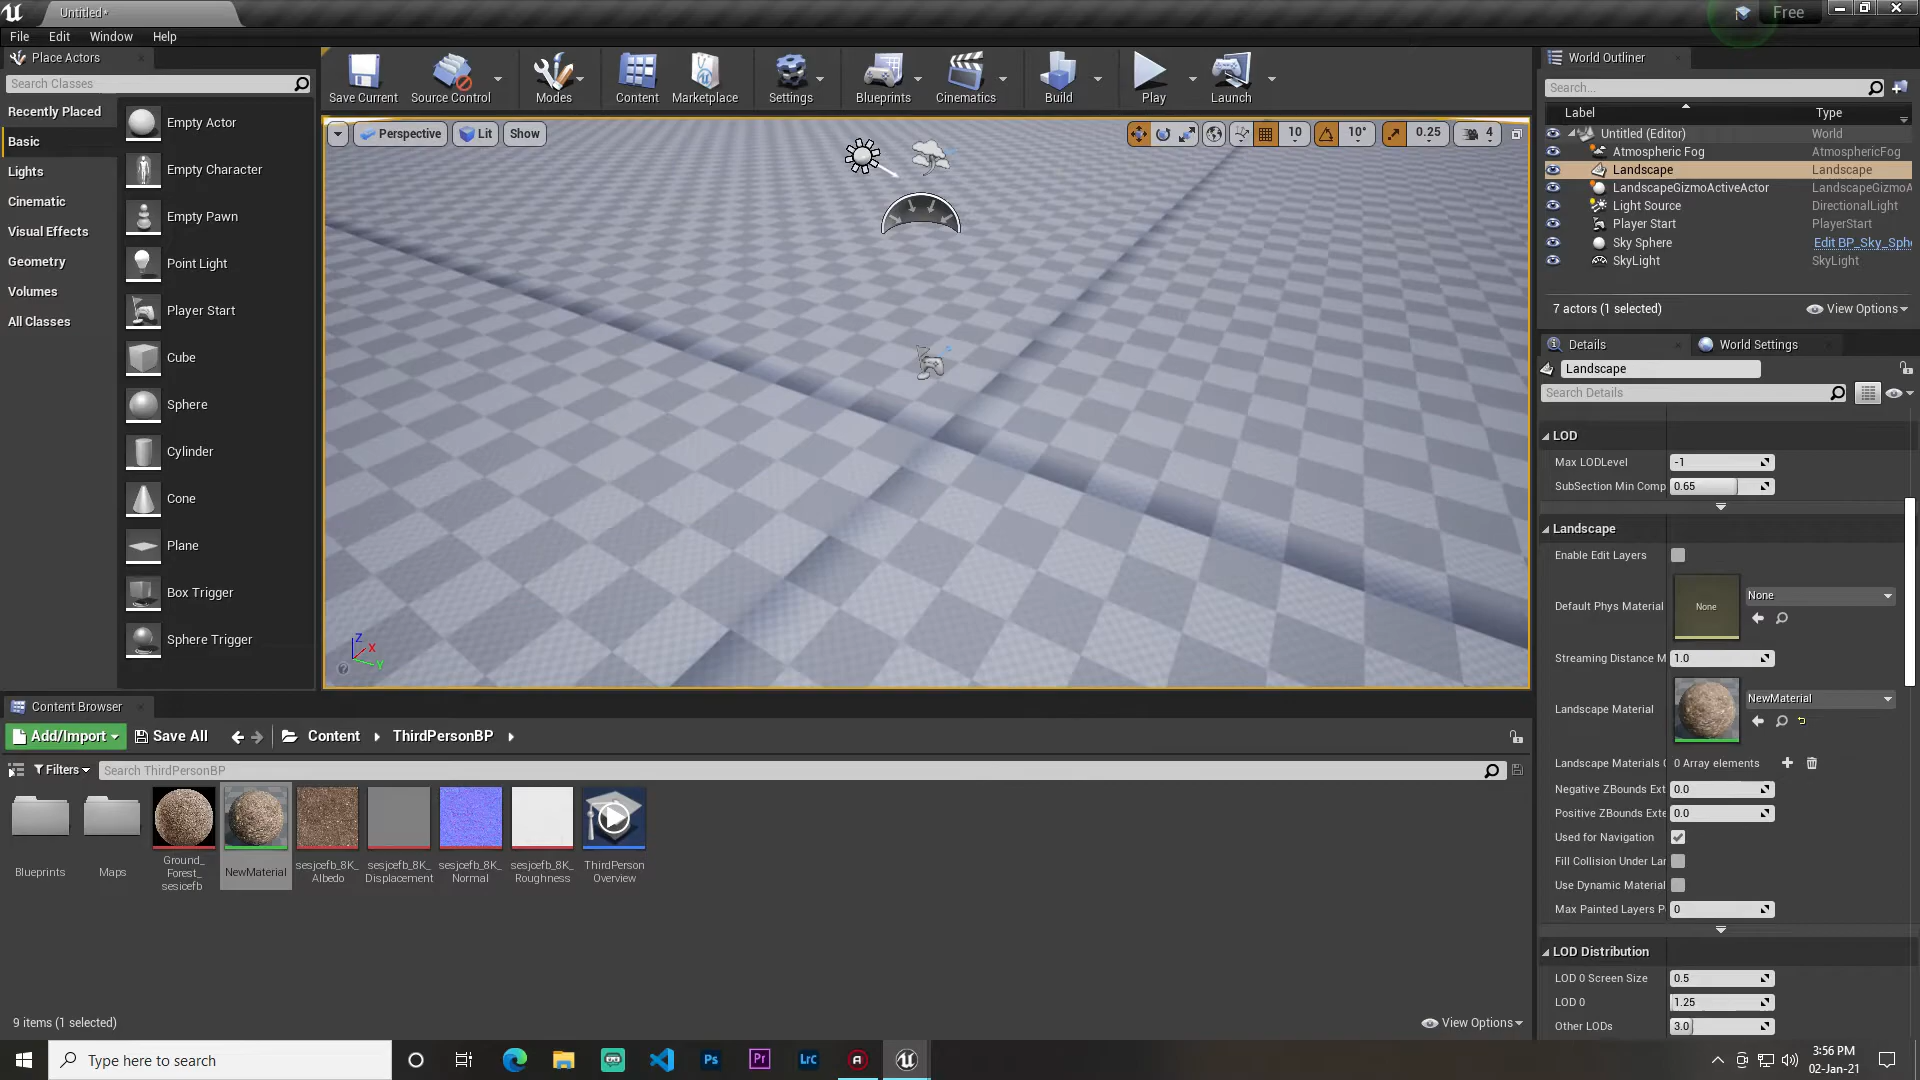 Untitled*
Free
File Edit Window Help
Place Actors
Search Classes
Recently Placed
Basic
Lights
Cinematic
Visual Effects
Geometry
Volumes
All Classes
Empty Actor
Empty Character
Empty Pawn
Point Light
Player Start
Cube
Sphere
Cylinder
Cone
Plane
Box Trigger
Sphere Trigger
Save Current Source Control Modes Content Marketplace Settings Blueprints Cinematics Build Play Launch
Perspective Lit Show
10 10° 0.25 4
Z
X
Y
World Outliner
Search...
Label Type
Untitled (Editor) World
Atmospheric Fog AtmosphericFog
Landscape Landscape
LandscapeGizmoActiveActor LandscapeGizmoA
Light Source DirectionalLight
Player Start PlayerStart
Sky Sphere Edit BP_Sky_Sphe
SkyLight SkyLight
7 actors (1 selected) View Options
Details World Settings
Landscape
Search Details
LOD
Max LODLevel -1
SubSection Min Comp 0.65
Landscape
Enable Edit Layers
Default Phys Material None None
Streaming Distance M 1.0
Landscape Material NewMaterial
Landscape Materials O 0 Array elements
Negative ZBounds Ext 0.0
Positive ZBounds Exte 0.0
Used for Navigation
Fill Collision Under Lan
Use Dynamic Material
Max Painted Layers P 0
LOD Distribution
LOD 0 Screen Size 0.5
LOD 0 1.25
Other LODs 3.0
Content Browser
Add/Import Save All Content ThirdPersonBP
Filters Search ThirdPersonBP
Blueprints
Maps
Ground_
Forest_
sesjcefb
NewMaterial
sesjcefb_8K_
Albedo
sesjcefb_8K_
Displacement
sesjcefb_8K_
Normal
sesjcefb_8K_
Roughness
ThirdPerson
Overview
9 items (1 selected) View Options
Type here to search
Ps Pr Lrc
3:56 PM
02-Jan-21